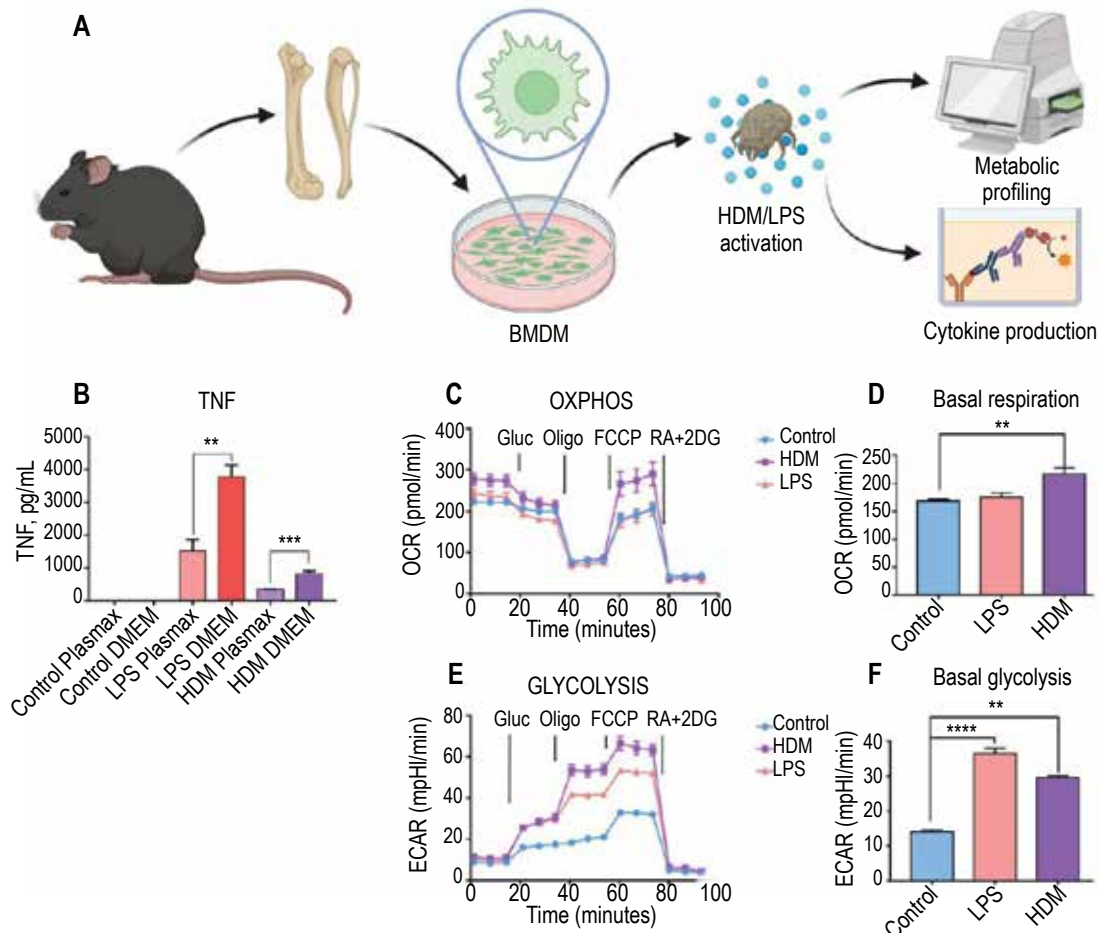 A
HDM/LPS
activation
Metabolic
profiling
BMDM
Cytokine production
B
TNF
TNF, pg/mL
5000
4000
3000
2000
1000
0
**
***
Control Plasmax
Control DMEM
LPS Plasmax
LPS DMEM
HDM Plasmax
HDM DMEM
C
OXPHOS
OCR (pmol/min)
400
300
200
100
0
Gluc Oligo FCCP RA+2DG
Control
HDM
LPS
0 20 40 60 80 100
Time (minutes)
D
Basal respiration
**
OCR (pmol/min)
250
200
150
150
50
0
Control
LPS
HDM
E
GLYCOLYSIS
ECAR (mpHI/min)
80
60
40
20
0
Gluc Oligo FCCP RA+2DG
Control
HDM
LPS
0 20 40 60 80 100
Time (minutes)
F
Basal glycolysis
**
****
ECAR (mpHI/min)
40
30
20
10
0
Control
LPS
HDM